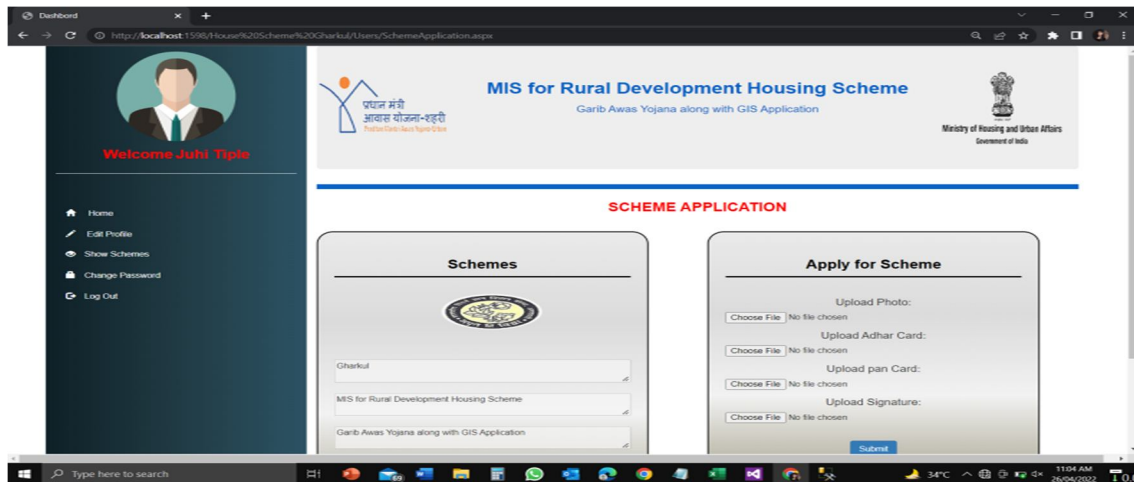 Dashbord
http://localhost:1598/House%20Scheme%20Gharkul/Users/SchemeApplication.aspx
Welcome Juhi Tiple
Home
Edit Profile
Show Schemes
Change Password
Log Out
प्रधान मंत्री
आवास योजना-शहरी
MIS for Rural Development Housing Scheme
Garib Awas Yojana along with GIS Application
Ministry of Housing and Urban Affairs
Government of India
SCHEME APPLICATION
Schemes
Gharkul
MIS for Rural Development Housing Scheme
Garib Awas Yojana along with GIS Application
Apply for Scheme
Upload Photo:
Choose File No file chosen
Upload Adhar Card:
Choose File No file chosen
Upload pan Card:
Choose File No file chosen
Upload Signature:
Choose File No file chosen
Submit
Type here to search
69
34°C
11:04 AM
26/04/2022